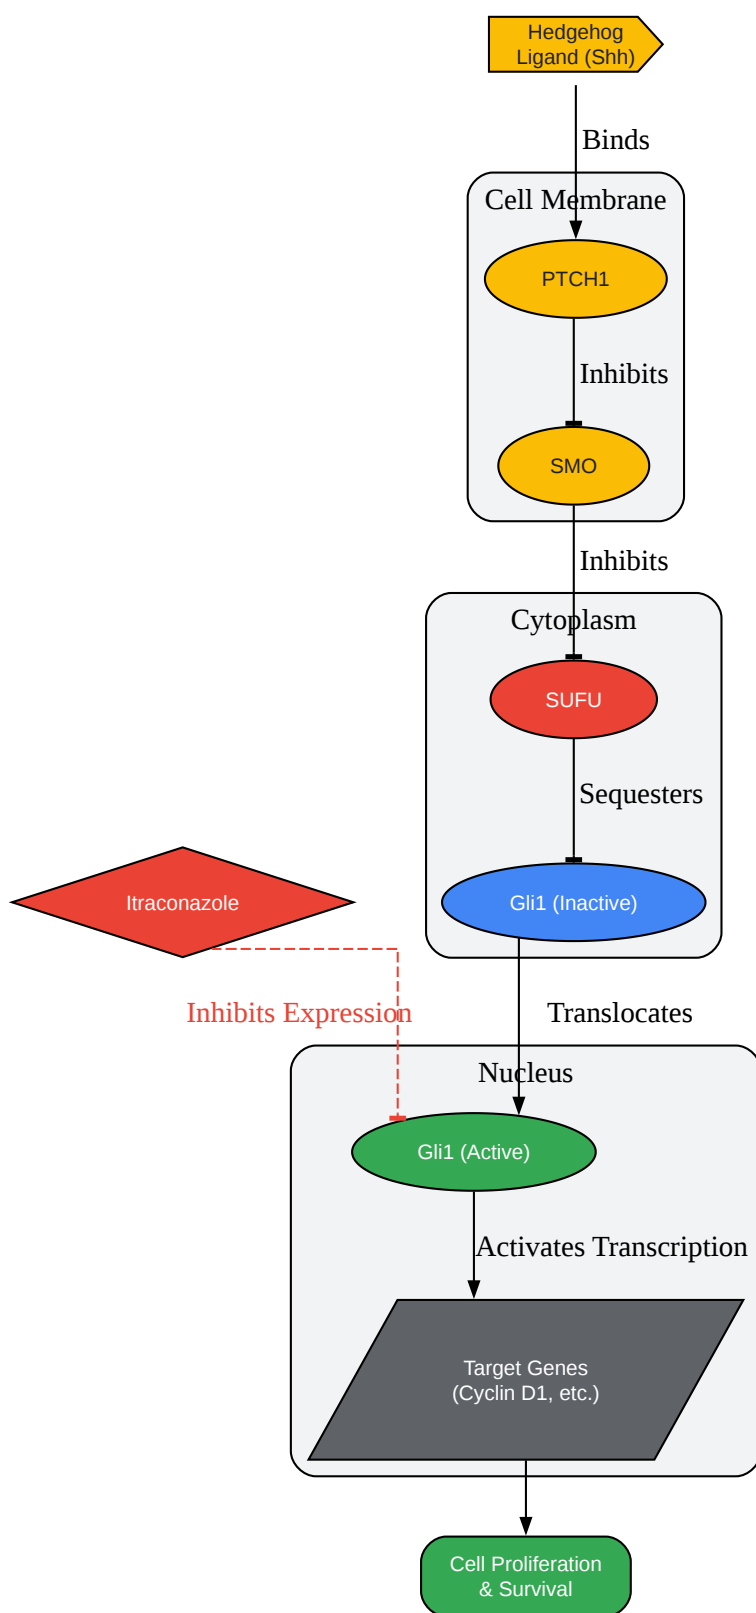 Hedgehog
Ligand (Shh)
Binds
Cell Membrane
PTCH1
Inhibits
SMO
Inhibits
Cytoplasm
SUFU
Sequesters
Itraconazole
Gli1 (Inactive)
Inhibits Expression
Translocates
Nucleus
Gli1 (Active)
Activates Transcription
Target Genes
(Cyclin D1, etc.)
Cell Proliferation
& Survival